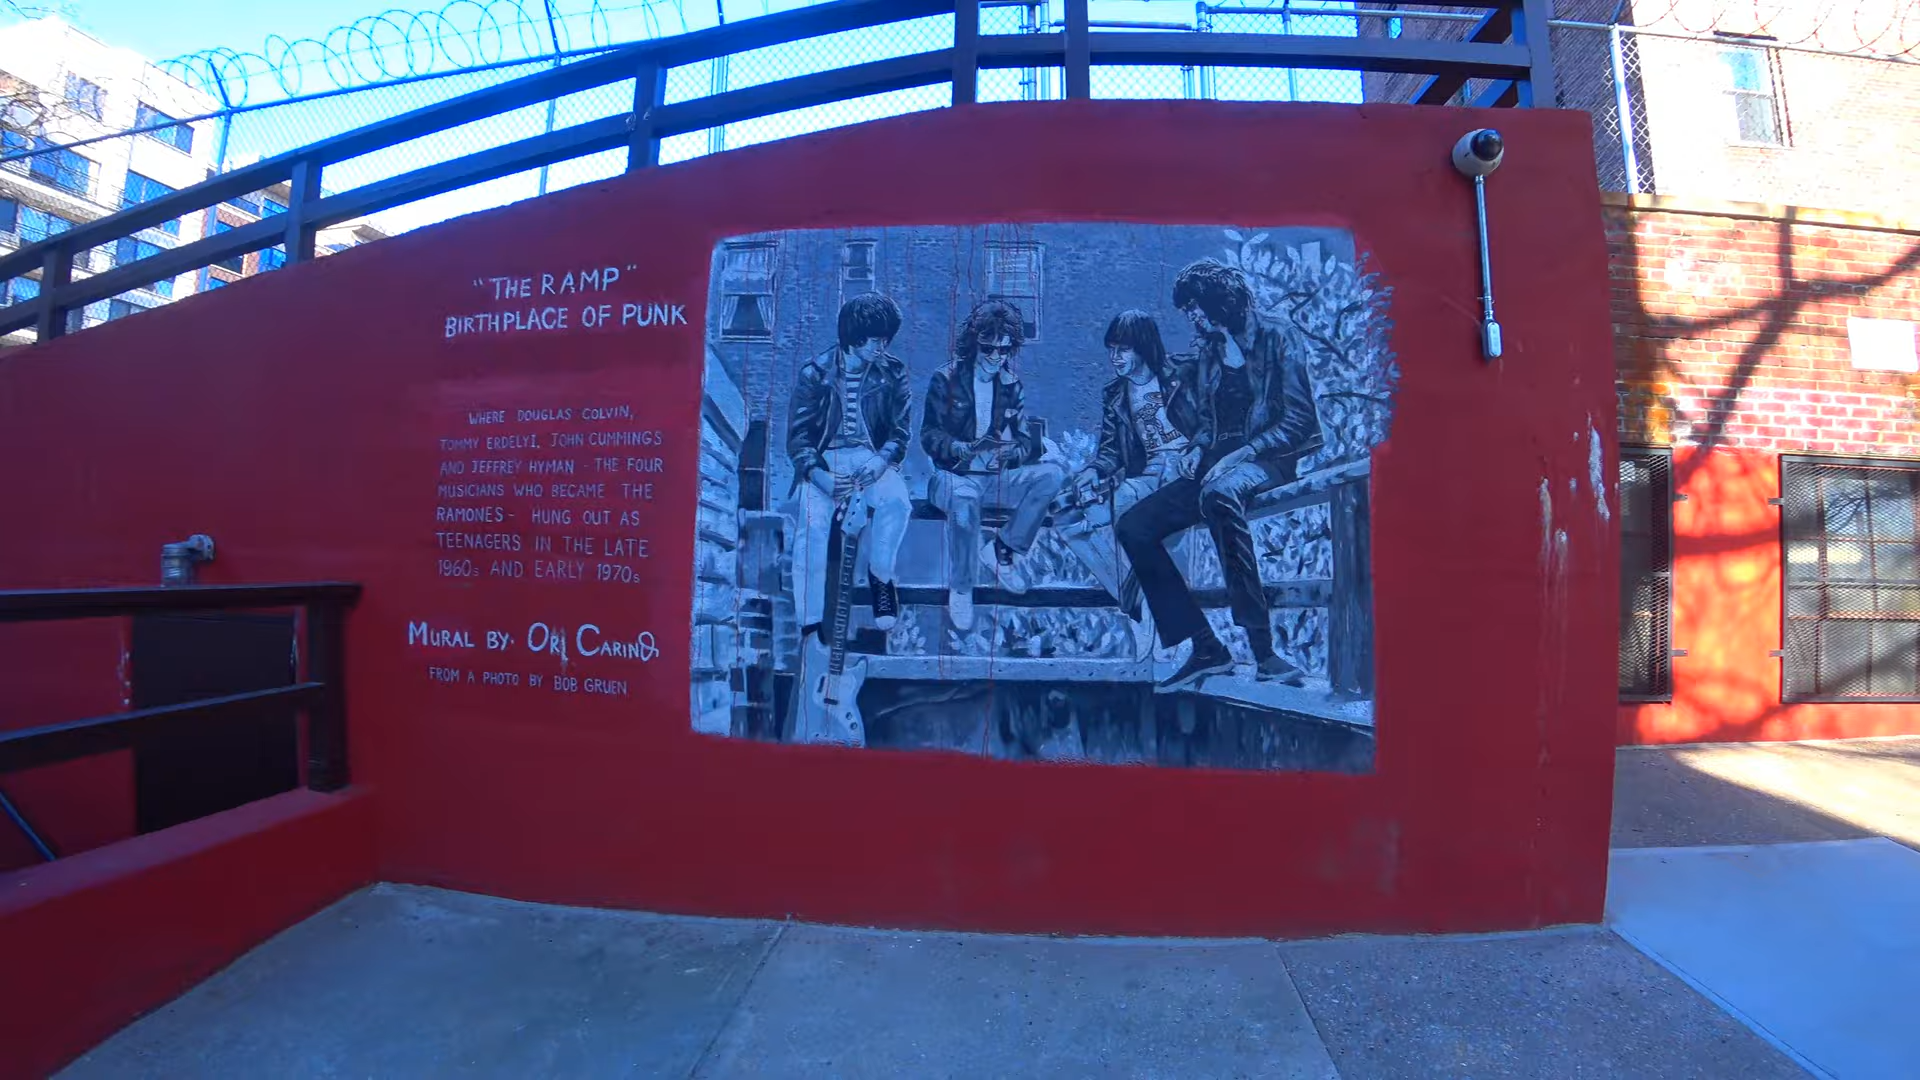 "THE RAMP"
BIRTHPLACE OF PUNK
WHERE DOUGLAS COLVIN,
TOMMY ERDELYI, JOHN CUMMINGS
AND JEFFREY HYMAN - THE FOUR
MUSICIANS WHO BECAME THE
RAMONES - HUNG OUT AS
TEENAGERS IN THE LATE
1960s AND EARLY 1970s
MURAL BY. ORI CARINO
FROM A PHOTO BY BOB GRUEN